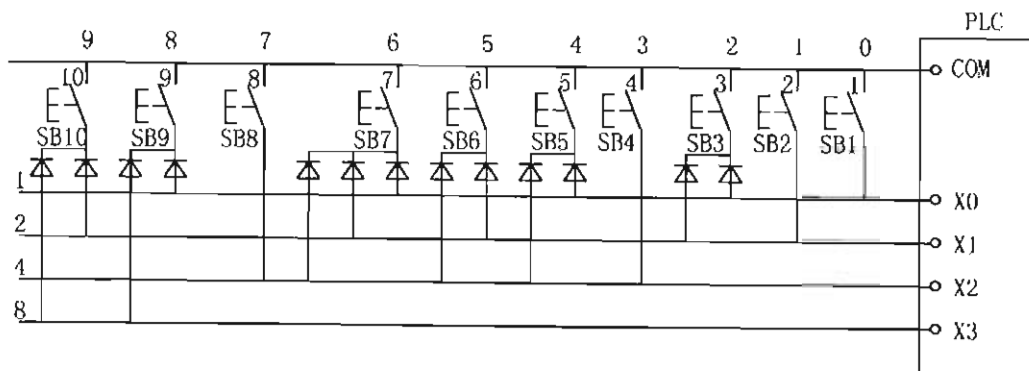 PLC
9 8 7 6 5 4 3 2 1 0
COM
10 9 8 7 6 5 4 3 2 1
SB10 SB9 SB8 SB7 SB6 SB5 SB4 SB3 SB2 SB1
1 X0
2 X1
4 X2
8 X3